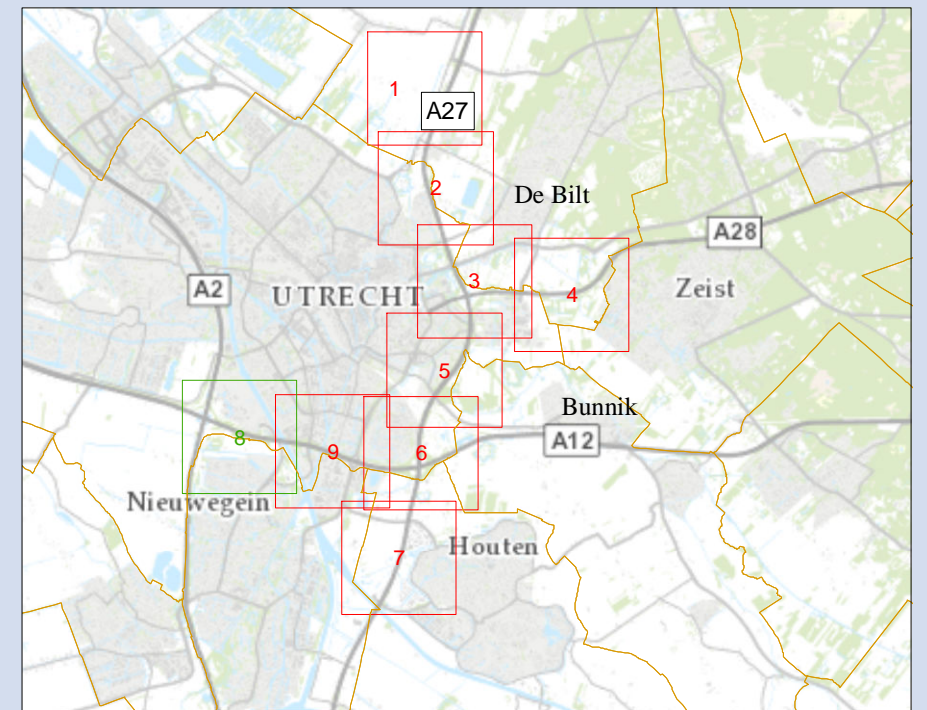 1
A27
2
De Bilt
A28
3
4
Zeist
A2
UTRECHT
5
Bunnik
8
9
6
A12
Nieuwegein
7
Houten